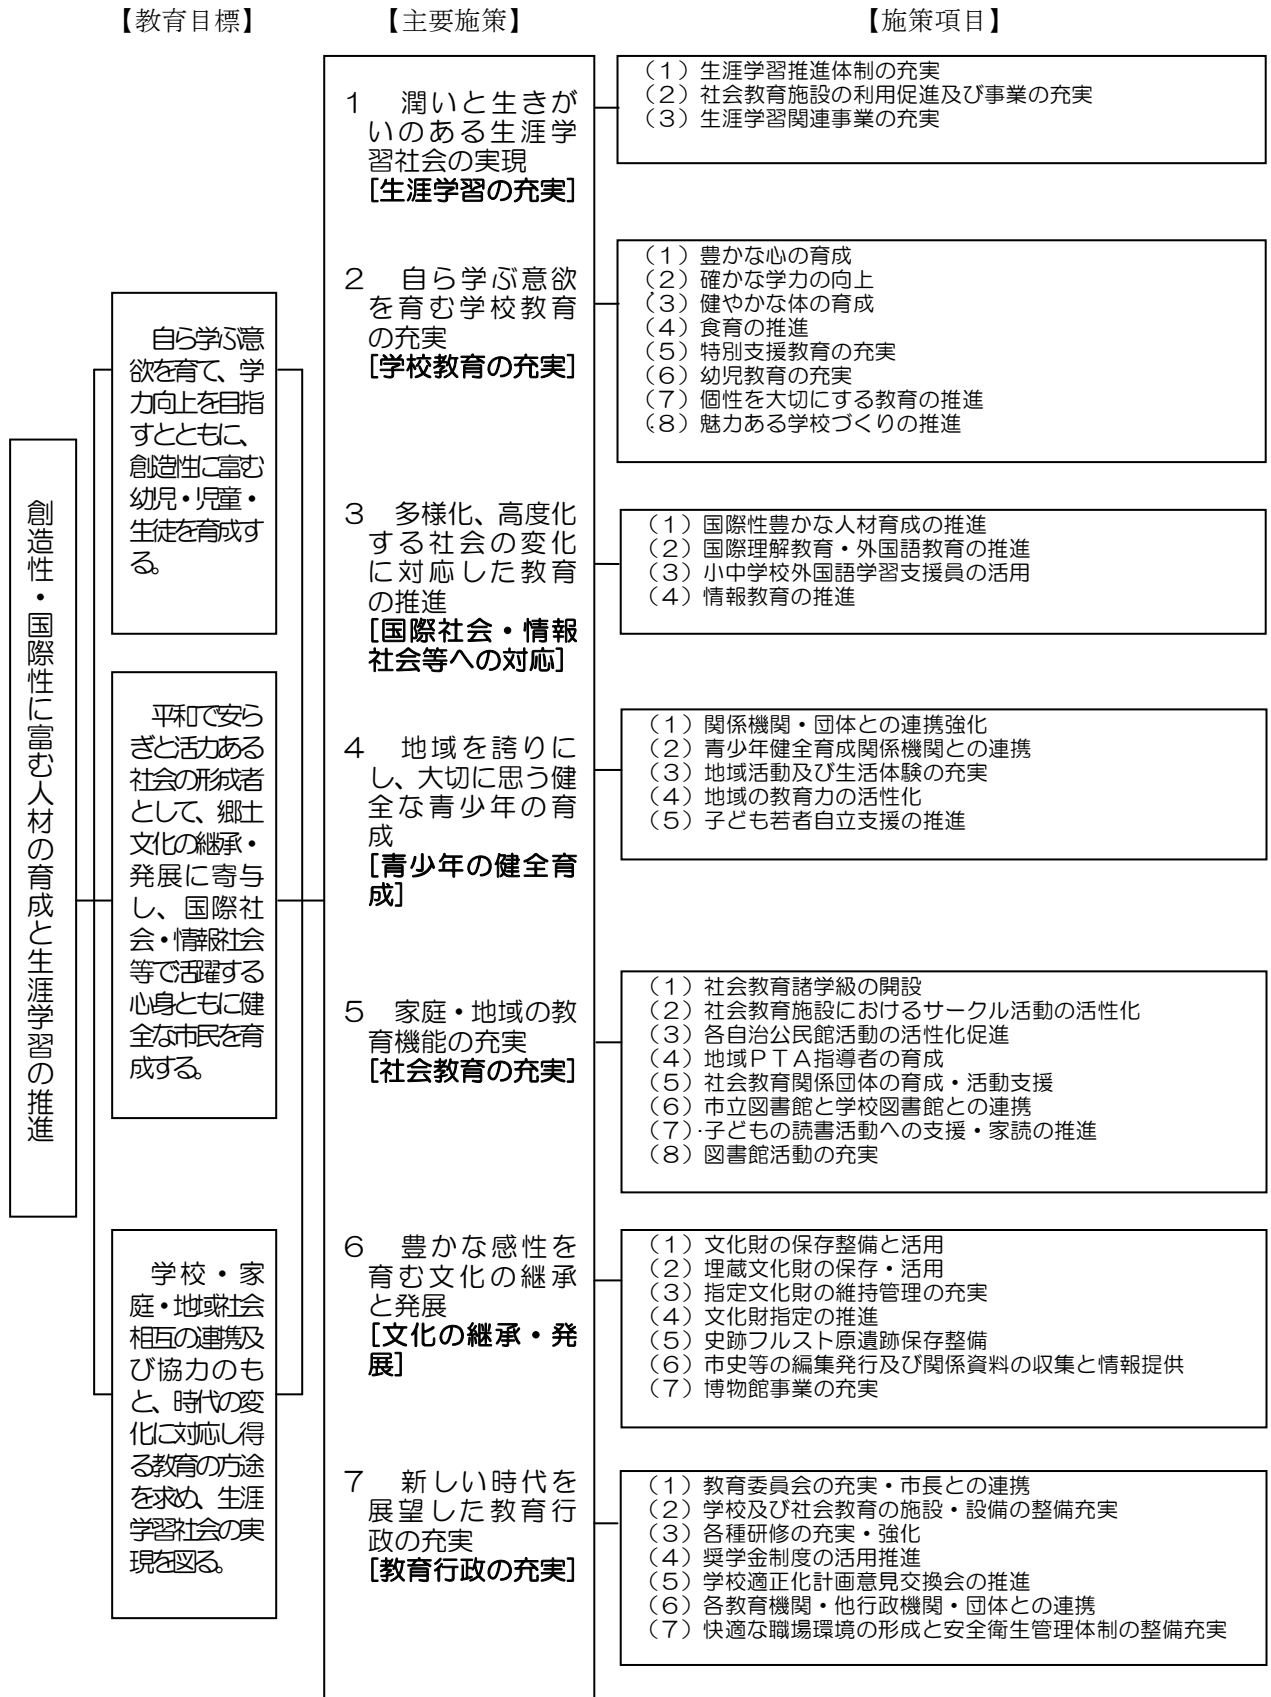 【教育目標】
【主要施策】
【施策項目】
創造性・国際性に富む人材の育成と生涯学習の推進
自ら学ぶ意
欲を育て、学
力向上を目指
すとともに、
創造性に富む
幼児・児童・
生徒を育成す
る。
平和で安ら
ぎと活力ある
社会の形成者
として、郷土
文化の継承・
発展に寄与
し、国際社
会・情報社会
等で活躍する
心身ともに健
全な市民を育
成する。
学校・家
庭・地域社会
相互の連携及
び協力のも
と、時代の変
化に対応し得
る教育の方途
を求め、生涯
学習社会の実
現を図る。
1 潤いと生きが
いのある生涯学
習社会の実現
[生涯学習の充実]
(1)生涯学習推進体制の充実
(2)社会教育施設の利用促進及び事業の充実
(3)生涯学習関連事業の充実
2 自ら学ぶ意欲
を育む学校教育
の充実
[学校教育の充実]
(1)豊かな心の育成
(2)確かな学力の向上
(3)健やかな体の育成
(4)食育の推進
(5)特別支援教育の充実
(6)幼児教育の充実
(7)個性を大切にする教育の推進
(8)魅力ある学校づくりの推進
3 多様化、高度化
する社会の変化
に対応した教育
の推進
[国際社会・情報
社会等への対応]
(1)国際性豊かな人材育成の推進
(2)国際理解教育・外国語教育の推進
(3)小中学校外国語学習支援員の活用
(4)情報教育の推進
4 地域を誇りに
し、大切に思う健
全な青少年の育
成
[青少年の健全育
成]
(1)関係機関・団体との連携強化
(2)青少年健全育成関係機関との連携
(3)地域活動及び生活体験の充実
(4)地域の教育力の活性化
(5)子ども若者自立支援の推進
5 家庭・地域の教
育機能の充実
[社会教育の充実]
(1)社会教育諸学級の開設
(2)社会教育施設におけるサークル活動の活性化
(3)各自治公民館活動の活性化促進
(4)地域PTA指導者の育成
(5)社会教育関係団体の育成・活動支援
(6)市立図書館と学校図書館との連携
(7)・子どもの読書活動への支援・家読の推進
(8)図書館活動の充実
6 豊かな感性を
育む文化の継承
と発展
[文化の継承・発
展]
(1)文化財の保存整備と活用
(2)埋蔵文化財の保存・活用
(3)指定文化財の維持管理の充実
(4)文化財指定の推進
(5)史跡フルスト原遺跡保存整備
(6)市史等の編集発行及び関係資料の収集と情報提供
(7)博物館事業の充実
7 新しい時代を
展望した教育行
政の充実
[教育行政の充実]
(1)教育委員会の充実・市長との連携
(2)学校及び社会教育の施設・設備の整備充実
(3)各種研修の充実・強化
(4)奨学金制度の活用推進
(5)学校適正化計画意見交換会の推進
(6)各教育機関・他行政機関・団体との連携
(7)快適な職場環境の形成と安全衛生管理体制の整備充実